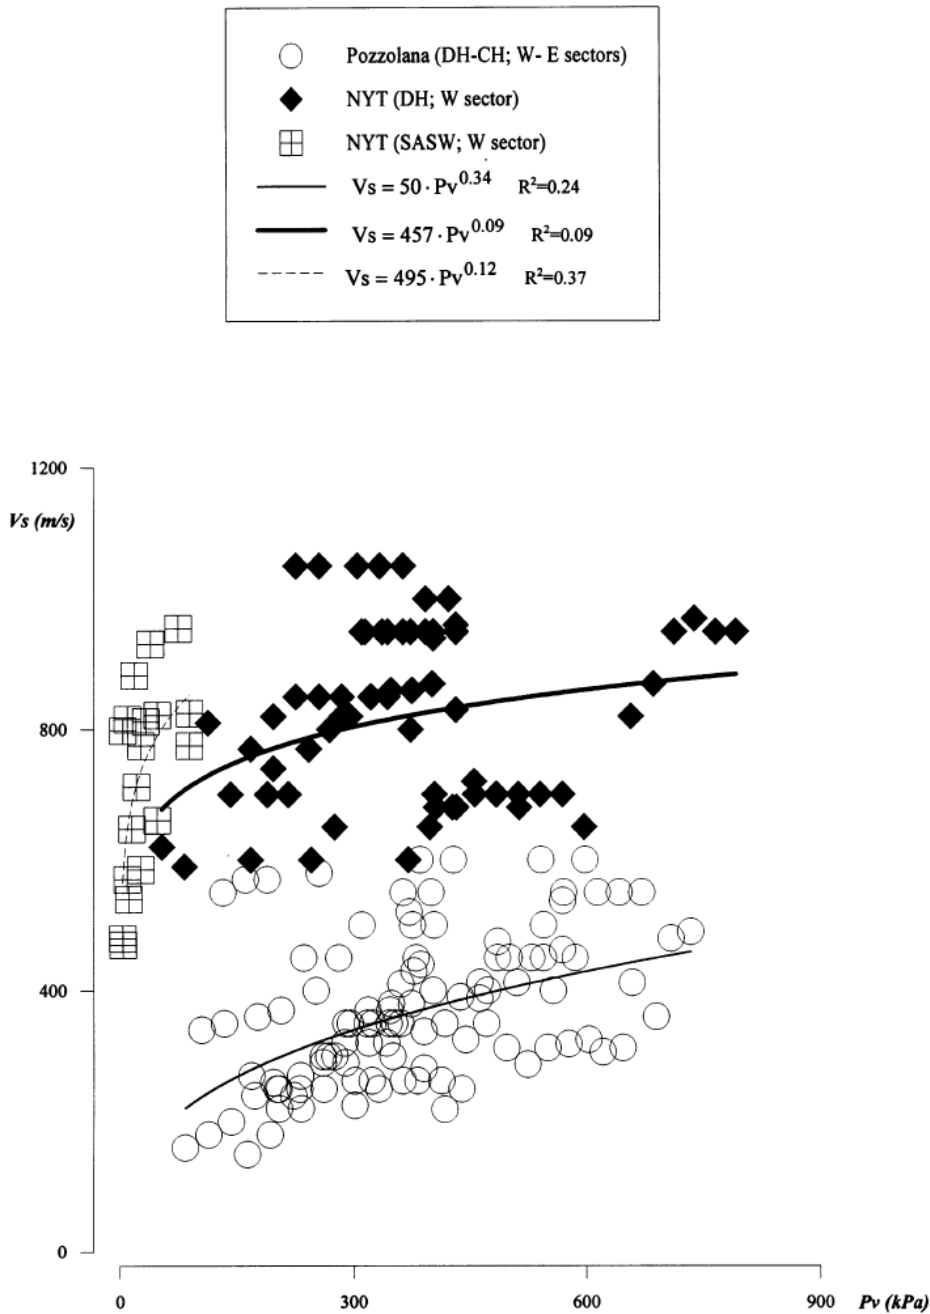 Pozzolana (DH-CH; W- E sectors)
NYT (DH; W sector)
NYT (SASW; W sector)
Vs = 50 · Pv^0.34 R²=0.24
Vs = 457 · Pv^0.09 R²=0.09
Vs = 495 · Pv^0.12 R²=0.37
1200
Vs (m/s)
800
400
0
0 300 600 900 Pv (kPa)